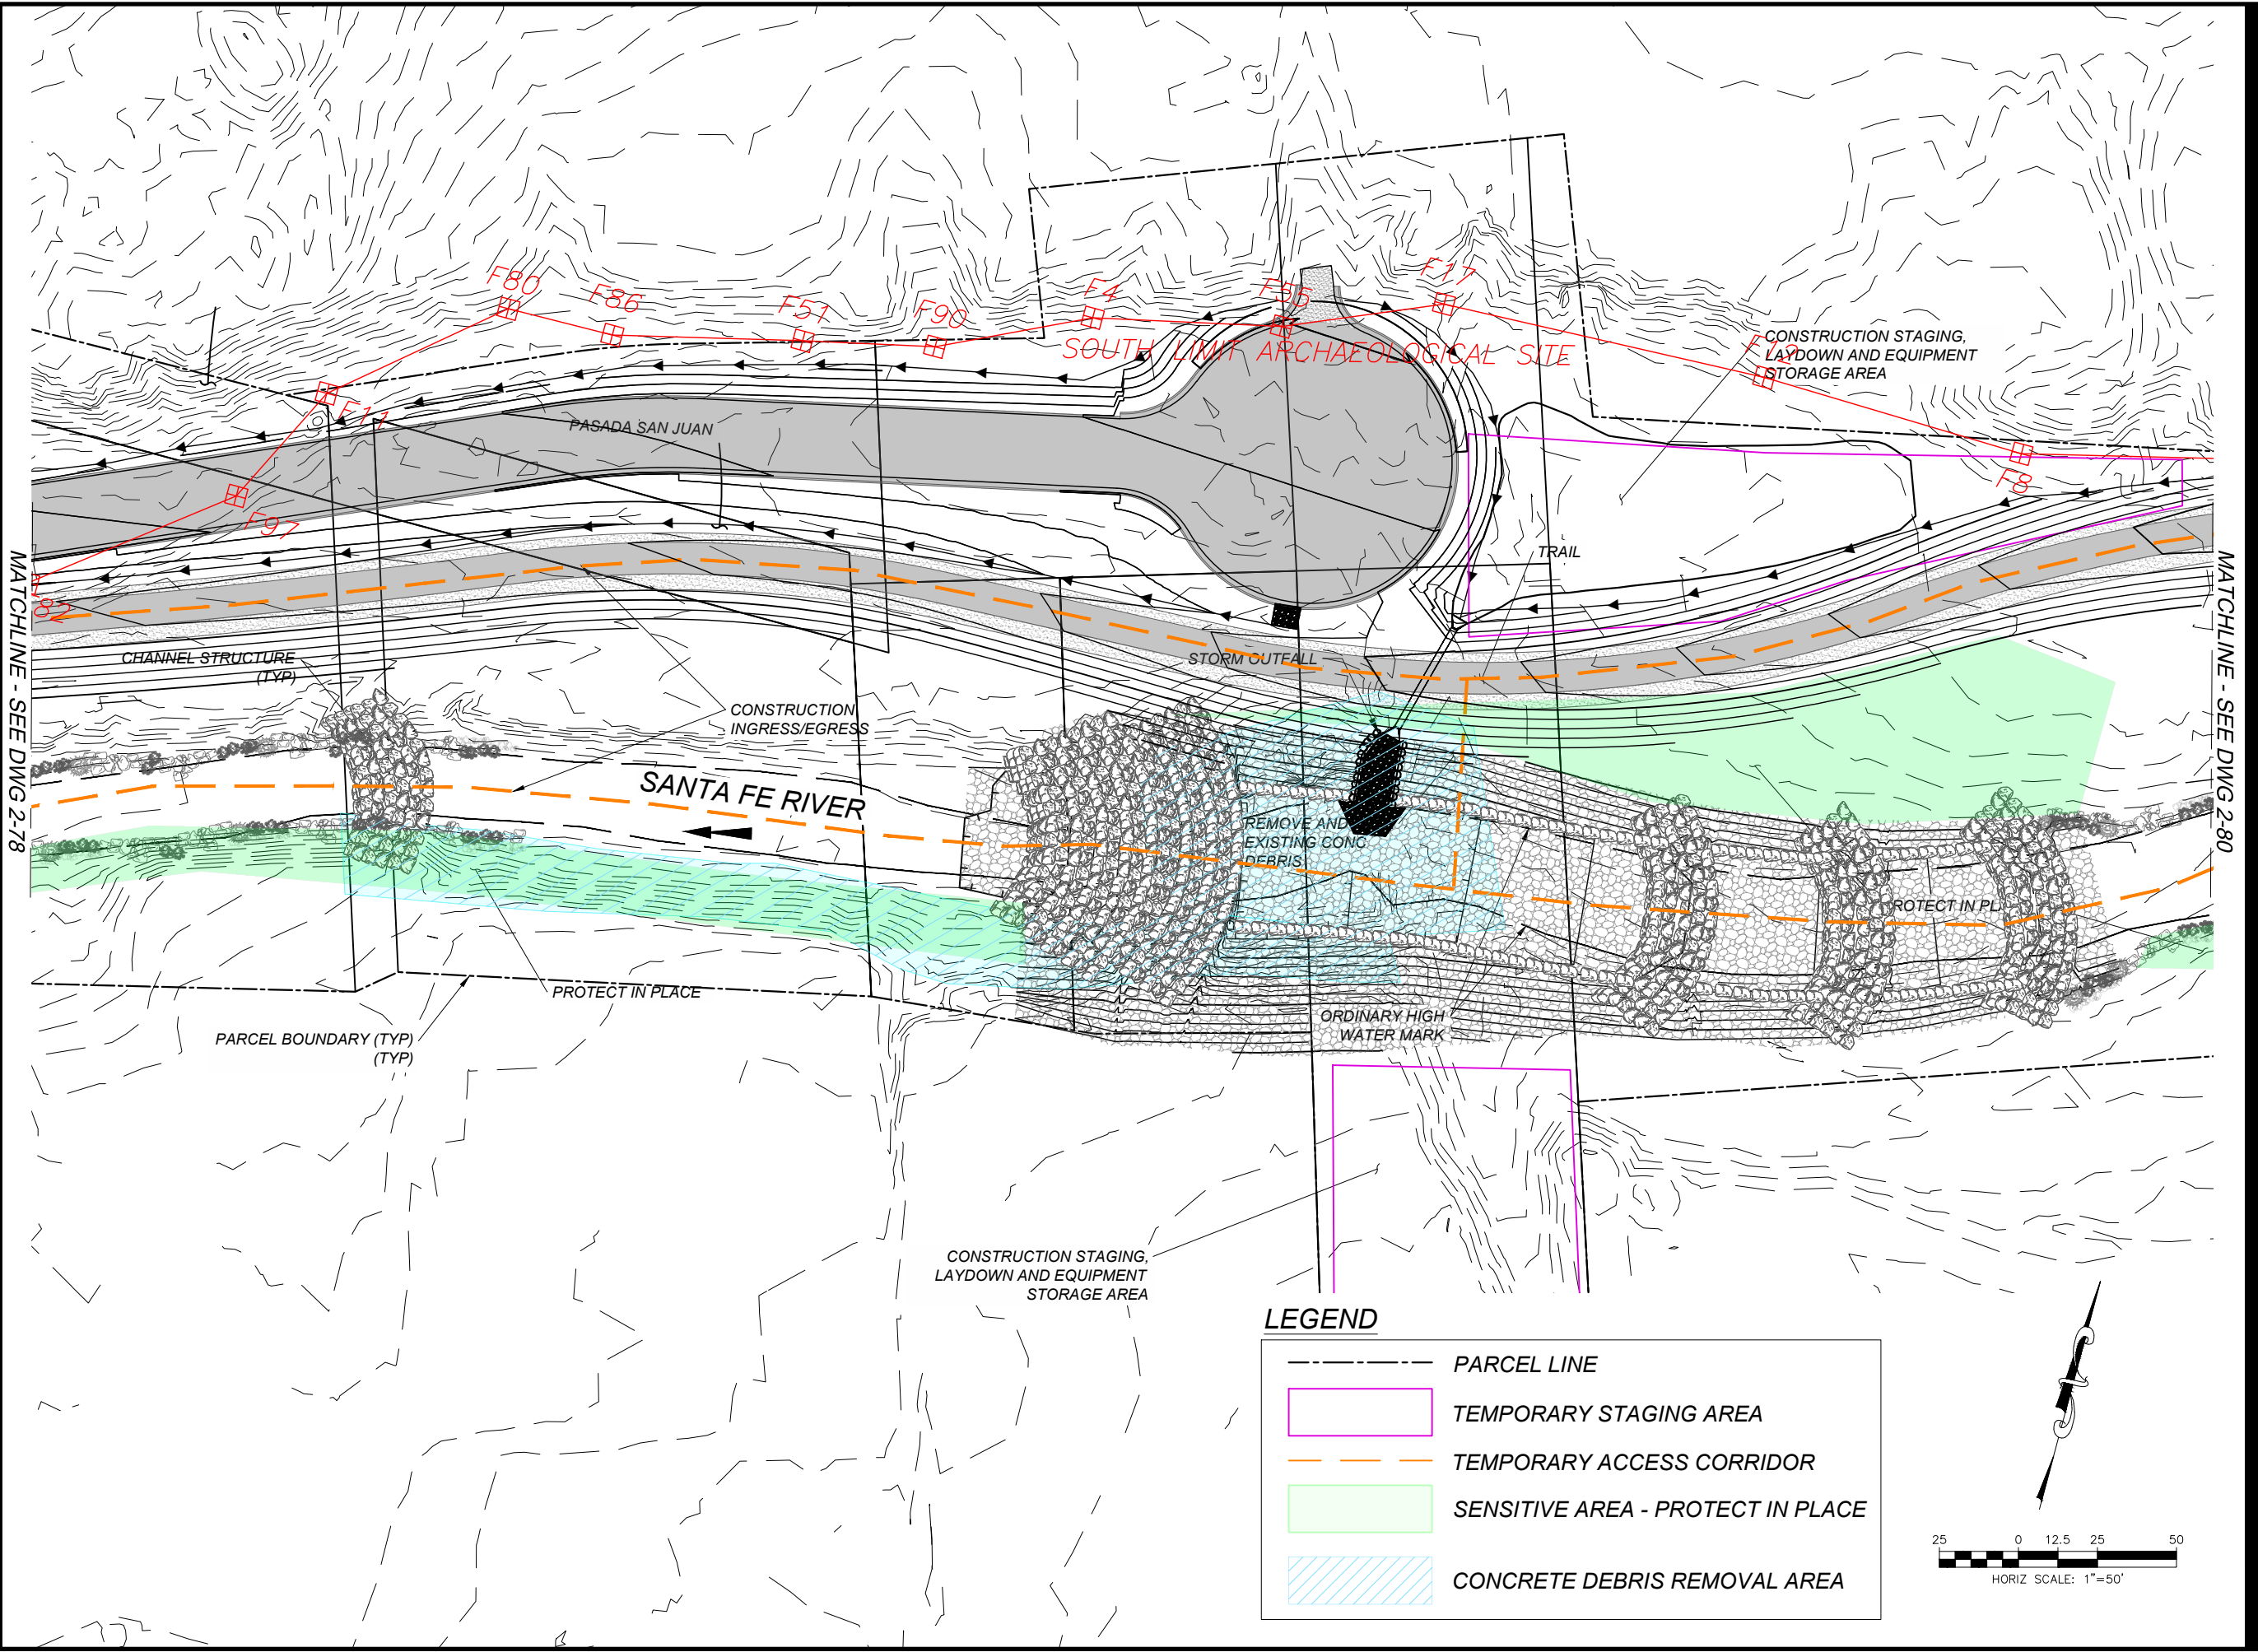 F80
F86
F51
F90
F4
F35
F17
F12
F8
F11
F97
82
SOUTH LIMIT ARCHAEOLOGICAL SITE
CONSTRUCTION STAGING,
LAYDOWN AND EQUIPMENT
STORAGE AREA
PASADA SAN JUAN
TRAIL
MATCHLINE - SEE DWG 2-78
MATCHLINE - SEE DWG 2-80
CHANNEL STRUCTURE
(TYP)
STORM OUTFALL
CONSTRUCTION
INGRESS/EGRESS
SANTA FE RIVER
REMOVE AND
EXISTING CONC
DEBRIS
ROTECT IN PL
PROTECT IN PLACE
ORDINARY HIGH
WATER MARK
PARCEL BOUNDARY (TYP)
(TYP)
CONSTRUCTION STAGING,
LAYDOWN AND EQUIPMENT
STORAGE AREA
LEGEND
PARCEL LINE
TEMPORARY STAGING AREA
TEMPORARY ACCESS CORRIDOR
SENSITIVE AREA - PROTECT IN PLACE
CONCRETE DEBRIS REMOVAL AREA
25 0 12.5 25 50
HORIZ SCALE: 1"=50'